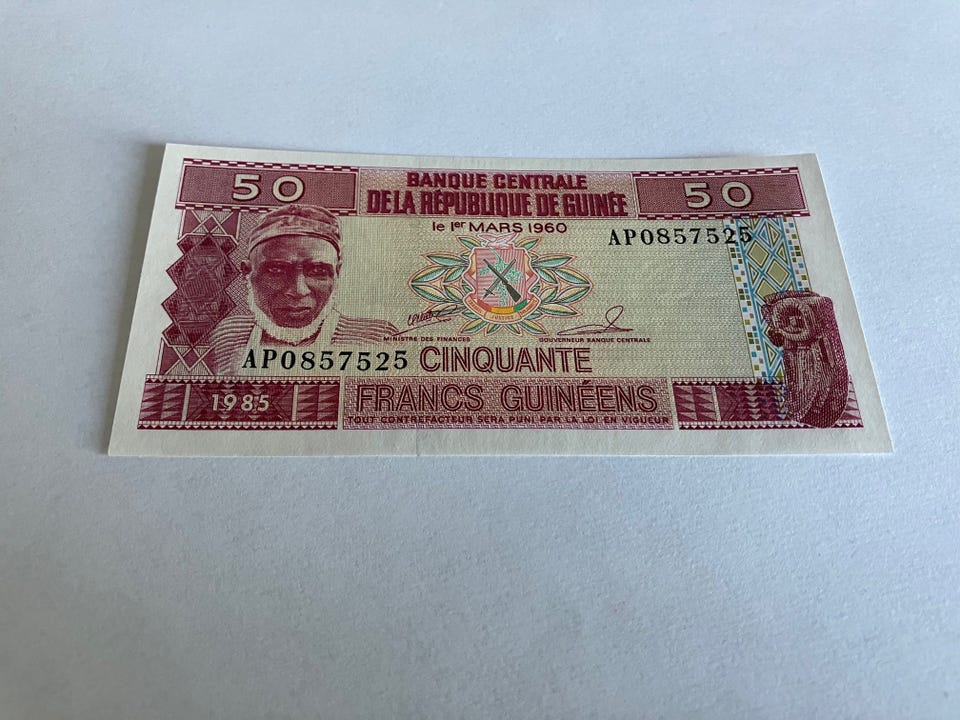 50
BANQUE CENTRALE
50
DE LA RÉPUBLIQUE DE GUINÉE
le 1er MARS 1960
AP0857525
JUSTICE
MINISTRE DES FINANCES
GOUVERNEUR BANQUE CENTRALE
AP0857525 CINQUANTE
1985
FRANCS GUINÉENS
TOUT CONTREFACTEUR SERA PUNI PAR LA LOI EN VIGUEUR